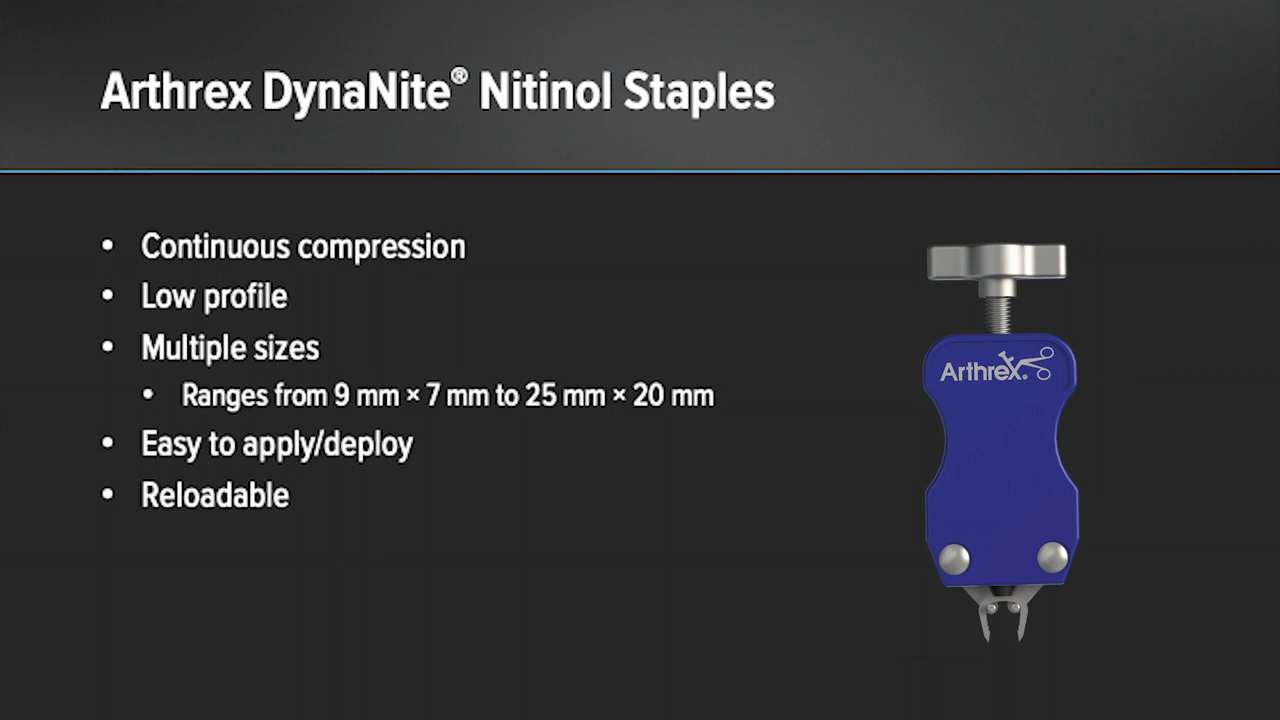 Arthrex DynaNite® Nitinol Staples
• Continuous compression
• Low profile
• Multiple sizes
• Ranges from 9 mm × 7 mm to 25 mm × 20 mm
• Easy to apply/deploy
• Reloadable
Arthrex®